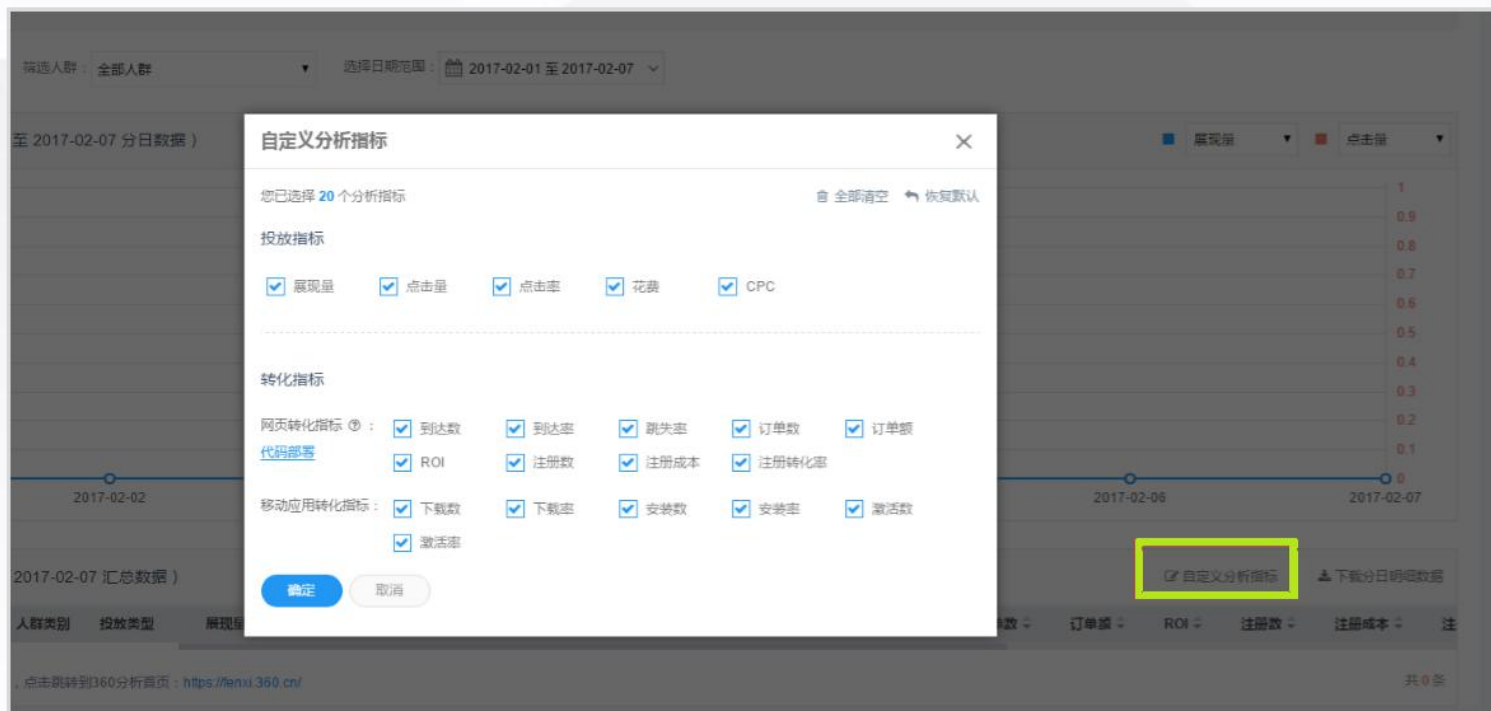 筛选人群： 全部人群 选择日期范围： 2017-02-01 至 2017-02-07
至 2017-02-07 分日数据 ) 展现量 点击量
自定义分析指标
您已选择 20 个分析指标 全部清空 恢复默认
投放指标
展现量 点击量 点击率 花费 CPC
转化指标
网页转化指标 ？： 到达数 到达率 跳失率 订单数 订单额
代码部署
ROI 注册数 注册成本 注册转化率
移动应用转化指标： 下载数 下载率 安装数 安装率 激活数
激活率
确定 取消
1
0.9
0.8
0.7
0.6
0.5
0.4
0.3
0.2
0.1
0
2017-02-02 2017-02-06 2017-02-07
2017-02-07 汇总数据 ) 自定义分析指标 下载分日明细数据
人群类别 投放类型 展现量 单数 订单额 ROI 注册数 注册成本 注
，点击跳转到360分析首页：https://fenxi.360.cn/ 共 0 条